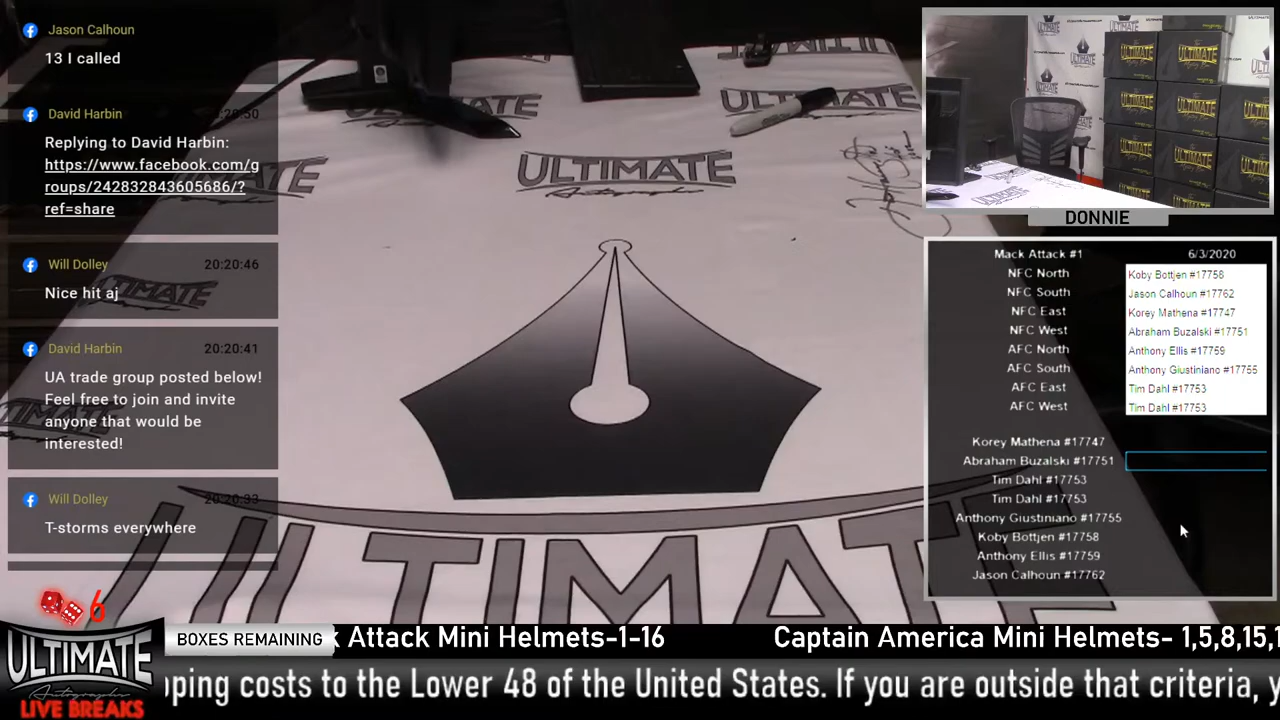 Jason Calhoun
13 I called
David Harbin
Replying to David Harbin:
https://www.facebook.com/g
roups/242832843605686/?
ref=share
Will Dolley 20:20:46
Nice hit aj
David Harbin 20:20:41
UA trade group posted below!
Feel free to join and invite
anyone that would be
interested!
Will Dolley 20:20:33
T-storms everywhere
ULTIMATE
ULTIMATE
ULTIMATE
ULTIMATE
DONNIE
Mack Attack #1 6/3/2020
NFC North Koby Bottjen #17758
NFC South Jason Calhoun #17762
NFC East Korey Mathena #17747
NFC West Abraham Buzalski #17751
AFC North Anthony Ellis #17759
AFC South Anthony Giustiniano #17755
AFC East Tim Dahl #17753
AFC West Tim Dahl #17753
Korey Mathena #17747
Abraham Buzalski #17751
Tim Dahl #17753
Tim Dahl #17753
Anthony Giustiniano #17755
Koby Bottjen #17758
Anthony Ellis #17759
Jason Calhoun #17762
6
ULTIMATE
Autographs
LIVE BREAKS
BOXES REMAINING
k Attack Mini Helmets-1-16 Captain America Mini Helmets- 1,5,8,15,1
pping costs to the Lower 48 of the United States. If you are outside that criteria, y